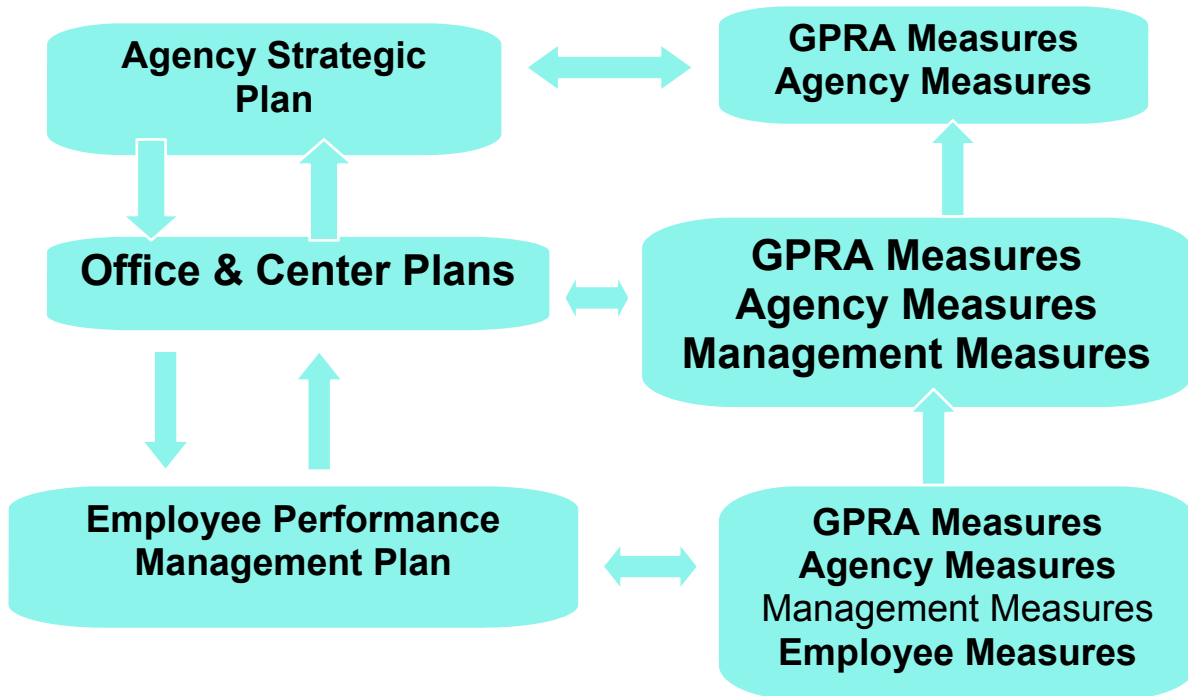 Agency Strategic
Plan
GPRA Measures
Agency Measures
Office & Center Plans
GPRA Measures
Agency Measures
Management Measures
Employee Performance
Management Plan
GPRA Measures
Agency Measures
Management Measures
Employee Measures